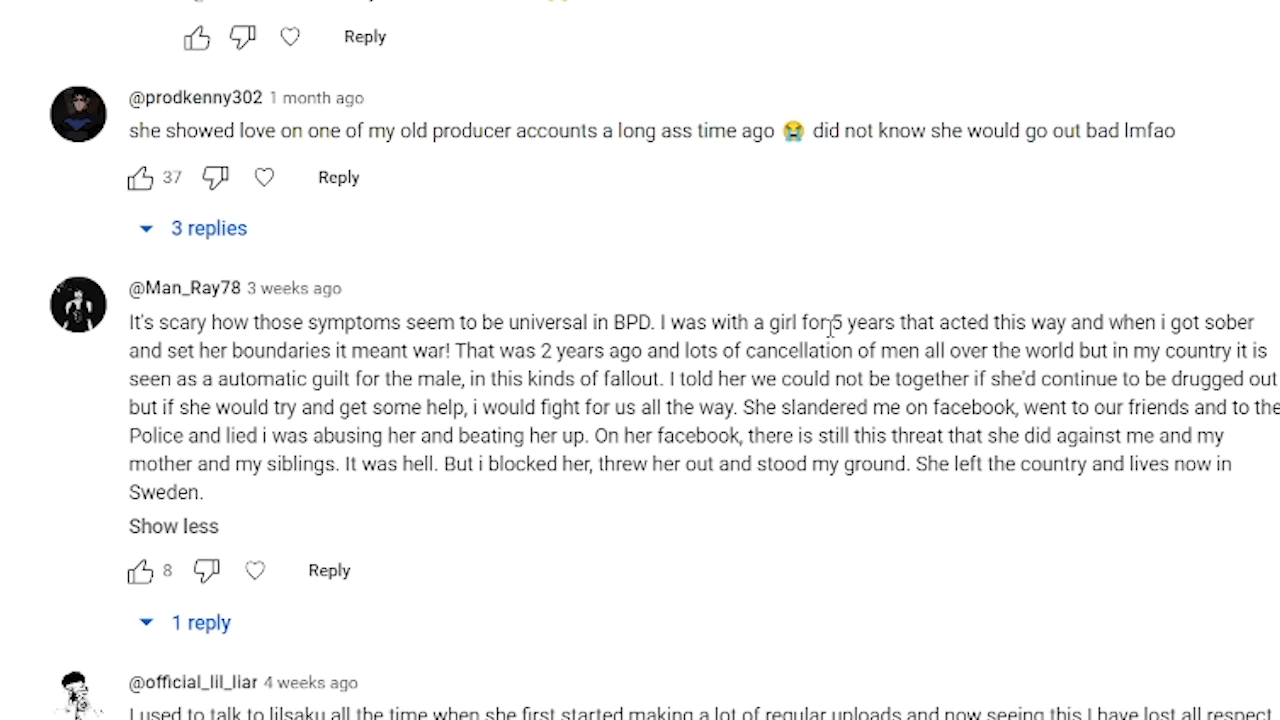 Reply
@prodkenny302 1 month ago
she showed love on one of my old producer accounts a long ass time ago 😭 did not know she would go out bad lmfao
37 Reply
3 replies
@Man_Ray78 3 weeks ago
It's scary how those symptoms seem to be universal in BPD. I was with a girl for 5 years that acted this way and when i got sober
and set her boundaries it meant war! That was 2 years ago and lots of cancellation of men all over the world but in my country it is
seen as a automatic guilt for the male, in this kinds of fallout. I told her we could not be together if she'd continue to be drugged out
but if she would try and get some help, i would fight for us all the way. She slandered me on facebook, went to our friends and to the
Police and lied i was abusing her and beating her up. On her facebook, there is still this threat that she did against me and my
mother and my siblings. It was hell. But i blocked her, threw her out and stood my ground. She left the country and lives now in
Sweden.
Show less
8 Reply
1 reply
@official_lil_liar 4 weeks ago
I used to talk to lilsaku all the time when she first started making a lot of regular uploads and now seeing this I have lost all respect